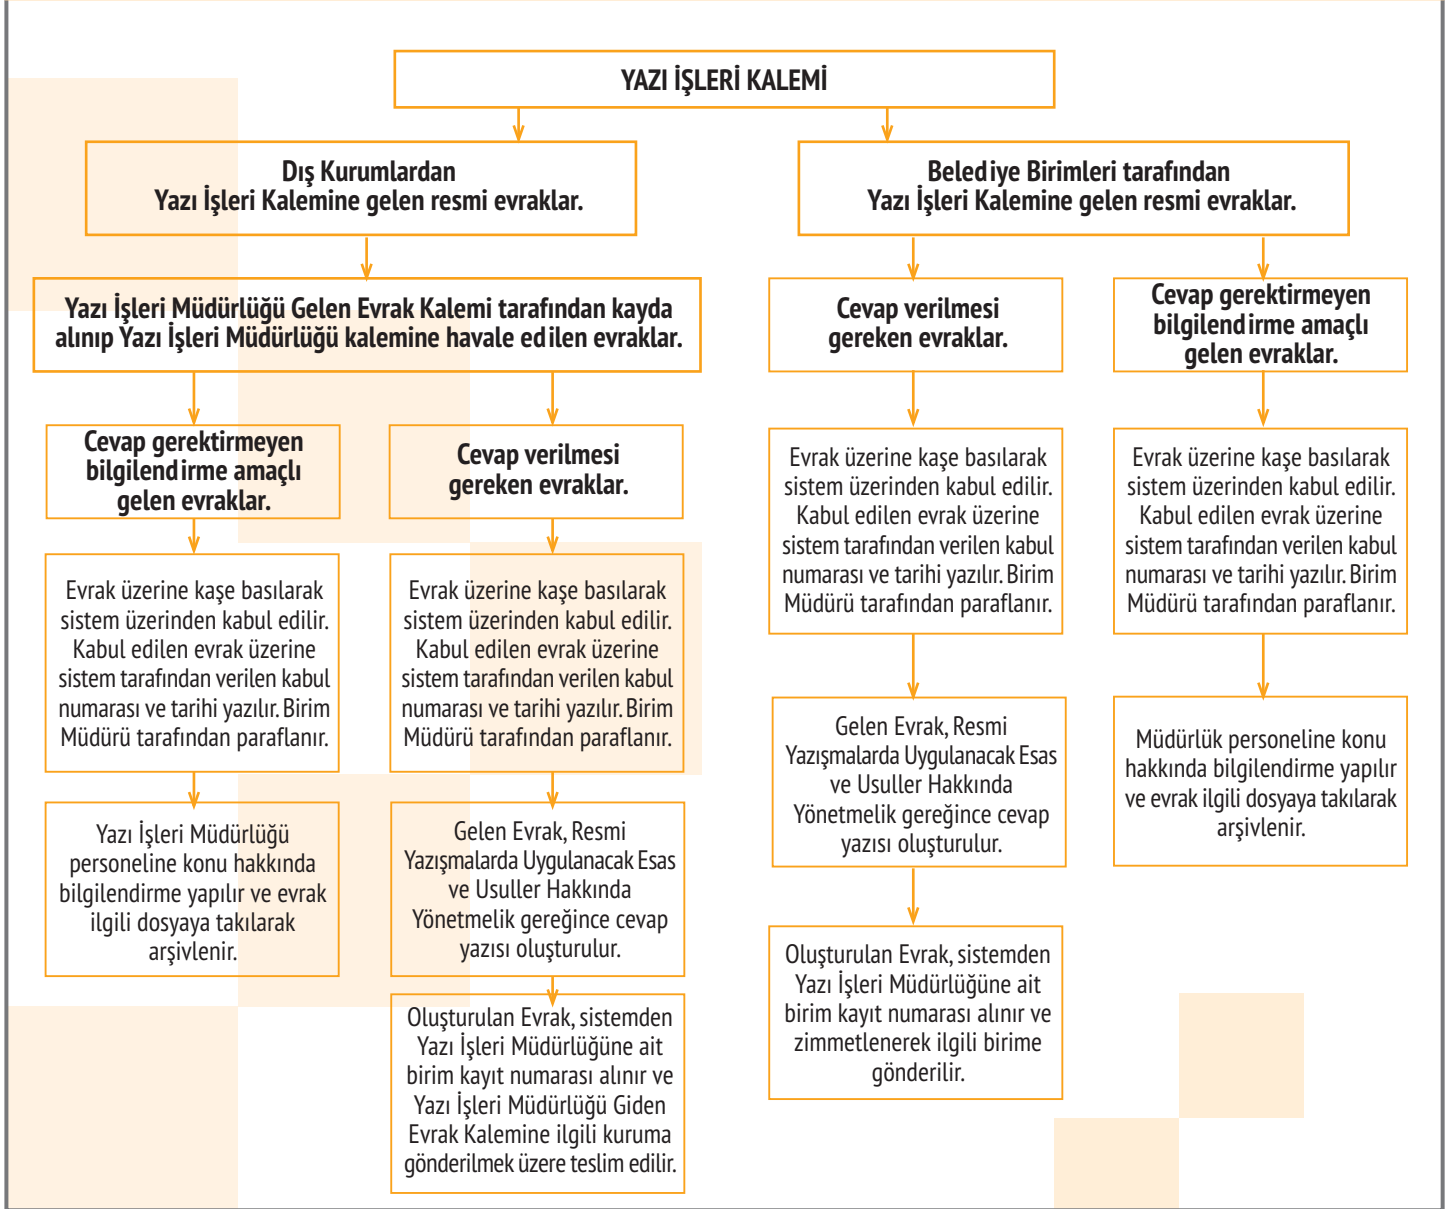 YAZI İŞLERİ KALEMİ
Dış Kurumlardan
Yazı İşleri Kalemine gelen resmi evraklar.
Belediye Birimleri tarafından
Yazı İşleri Kalemine gelen resmi evraklar.
Yazı İşleri Müdürlüğü Gelen Evrak Kalemi tarafından kayda
alınıp Yazı İşleri Müdürlüğü kalemine havale edilen evraklar.
Cevap verilmesi
gereken evraklar.
Cevap gerektirmeyen
bilgilendirme amaçlı
gelen evraklar.
Cevap gerektirmeyen
bilgilendirme amaçlı
gelen evraklar.
Cevap verilmesi
gereken evraklar.
Evrak üzerine kaşe basılarak
sistem üzerinden kabul edilir.
Kabul edilen evrak üzerine
sistem tarafından verilen kabul
numarası ve tarihi yazılır. Birim
Müdürü tarafından paraflanır.
Evrak üzerine kaşe basılarak
sistem üzerinden kabul edilir.
Kabul edilen evrak üzerine
sistem tarafından verilen kabul
numarası ve tarihi yazılır. Birim
Müdürü tarafından paraflanır.
Evrak üzerine kaşe basılarak
sistem üzerinden kabul edilir.
Kabul edilen evrak üzerine
sistem tarafından verilen kabul
numarası ve tarihi yazılır. Birim
Müdürü tarafından paraflanır.
Evrak üzerine kaşe basılarak
sistem üzerinden kabul edilir.
Kabul edilen evrak üzerine
sistem tarafından verilen kabul
numarası ve tarihi yazılır. Birim
Müdürü tarafından paraflanır.
Gelen Evrak, Resmi
Yazışmalarda Uygulanacak Esas
ve Usuller Hakkında
Yönetmelik gereğince cevap
yazısı oluşturulur.
Müdürlük personeline konu
hakkında bilgilendirme yapılır
ve evrak ilgili dosyaya takılarak
arşivlenir.
Yazı İşleri Müdürlüğü
personeline konu hakkında
bilgilendirme yapılır ve evrak
ilgili dosyaya takılarak
arşivlenir.
Gelen Evrak, Resmi
Yazışmalarda Uygulanacak Esas
ve Usuller Hakkında
Yönetmelik gereğince cevap
yazısı oluşturulur.
Oluşturulan Evrak, sistemden
Yazı İşleri Müdürlüğüne ait
birim kayıt numarası alınır ve
zimmetlenerek ilgili birime
gönderilir.
Oluşturulan Evrak, sistemden
Yazı İşleri Müdürlüğüne ait
birim kayıt numarası alınır ve
Yazı İşleri Müdürlüğü Giden
Evrak Kalemine ilgili kuruma
gönderilmek üzere teslim edilir.